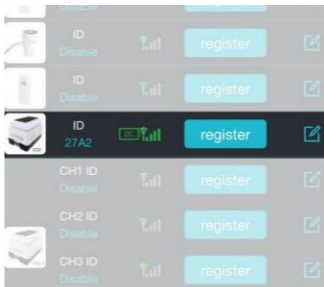 ID
Disable
register
ID
Disable
register
ID
27A2
DC
register
CH1 ID
Disable
register
CH2 ID
Disable
register
CH3 ID
Disable
register